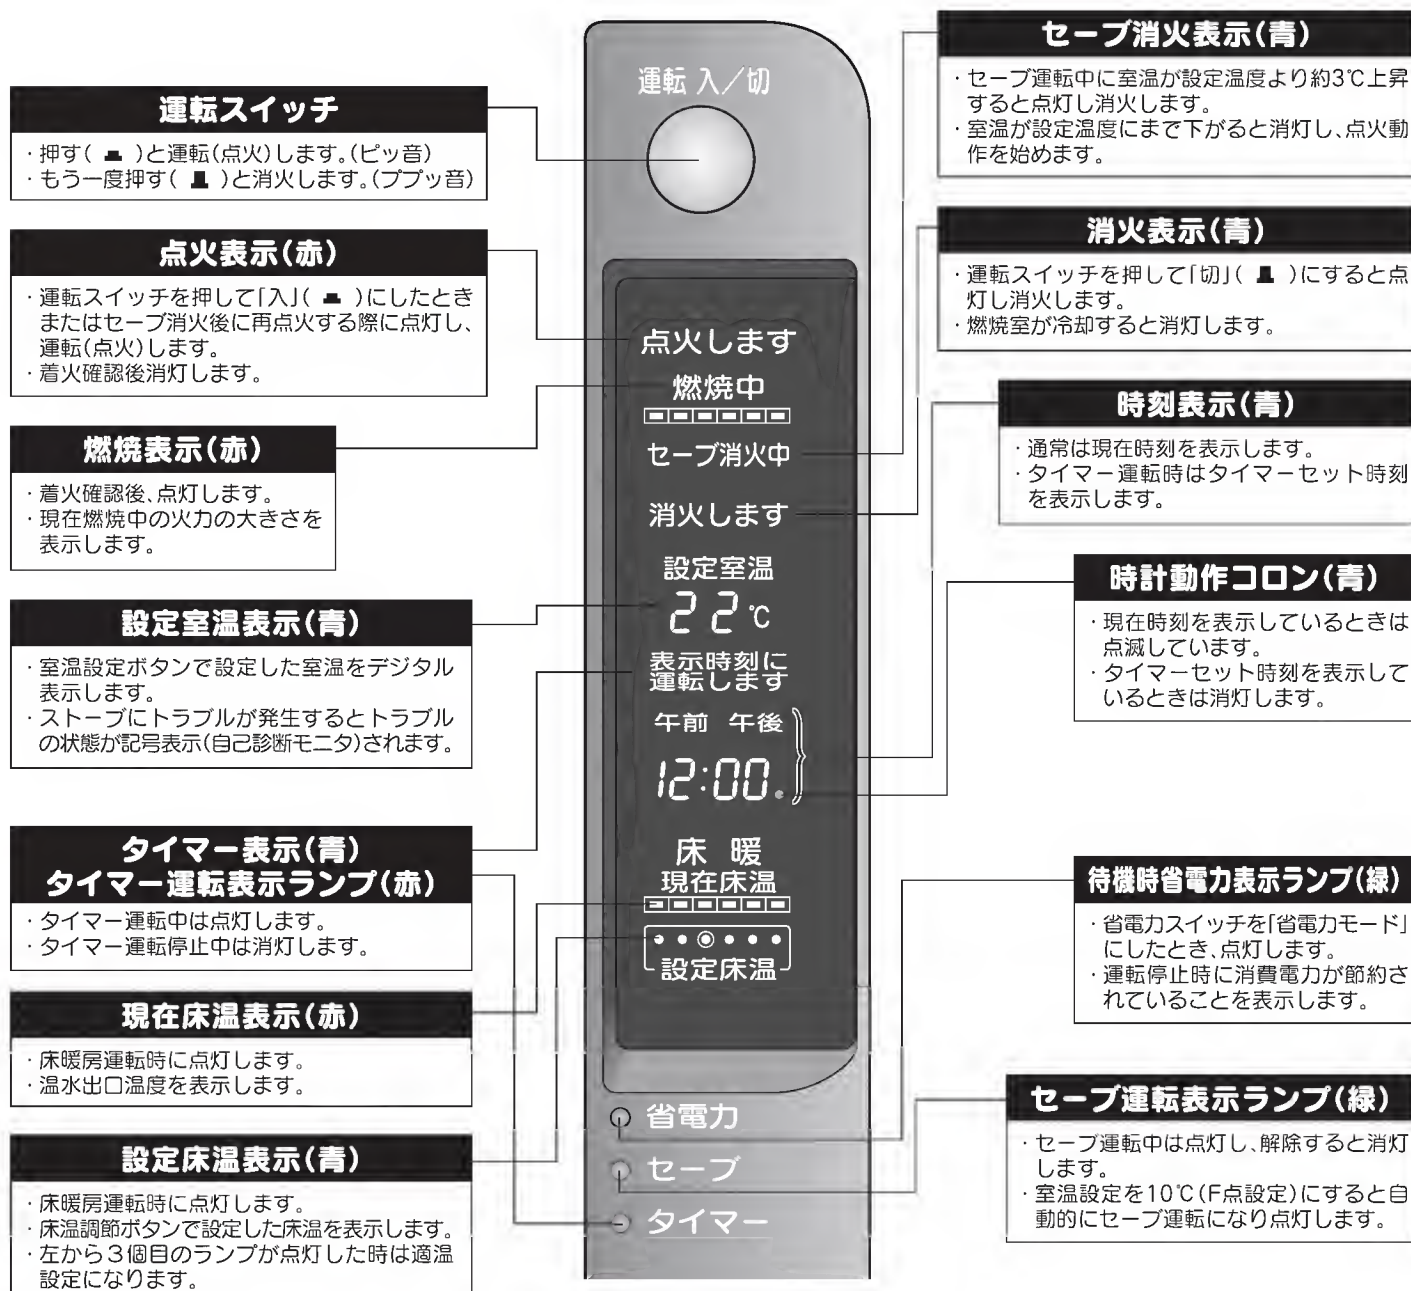 運転スイッチ
・押す( )と運転(点火)します。(ピッ音)
・もう一度押す( )と消火します。(ププッ音)
点火表示(赤)
・運転スイッチを押して「入」( )にしたとき
またはセーブ消火後に再点火する際に点灯し、
運転(点火)します。
・着火確認後消灯します。
燃焼表示(赤)
・着火確認後、点灯します。
・現在燃焼中の火力の大きさを
表示します。
設定室温表示(青)
・室温設定ボタンで設定した室温をデジタル
表示します。
・ストーブにトラブルが発生するとトラブル
の状態が記号表示(自己診断モニタ)されます。
タイマー表示(青)
タイマー運転表示ランプ(赤)
・タイマー運転中は点灯します。
・タイマー運転停止中は消灯します。
現在床温表示(赤)
・床暖房運転時に点灯します。
・温水出口温度を表示します。
設定床温表示(青)
・床暖房運転時に点灯します。
・床温調節ボタンで設定した床温を表示します。
・左から3個目のランプが点灯した時は適温
設定になります。
運転 入/切
点火します
燃焼中
セーブ消火中
消火します
設定室温
22℃
表示時刻に
運転します
午前 午後
12:00.
床 暖
現在床温
設定床温
省電力
セーブ
タイマー
セーブ消火表示(青)
・セーブ運転中に室温が設定温度より約3℃上昇
すると点灯し消火します。
・室温が設定温度にまで下がると消灯し、点火動
作を始めます。
消火表示(青)
・運転スイッチを押して「切」( )にすると点
灯し消火します。
・燃焼室が冷却すると消灯します。
時刻表示(青)
・通常は現在時刻を表示します。
・タイマー運転時はタイマーセット時刻
を表示します。
時計動作コロン(青)
・現在時刻を表示しているときは
点滅しています。
・タイマーセット時刻を表示して
いるときは消灯します。
待機時省電力表示ランプ(緑)
・省電力スイッチを「省電力モード」
にしたとき、点灯します。
・運転停止時に消費電力が節約さ
れていることを表示します。
セーブ運転表示ランプ(緑)
・セーブ運転中は点灯し、解除すると消灯
します。
・室温設定を10℃(F点設定)にすると自
動的にセーブ運転になり点灯します。